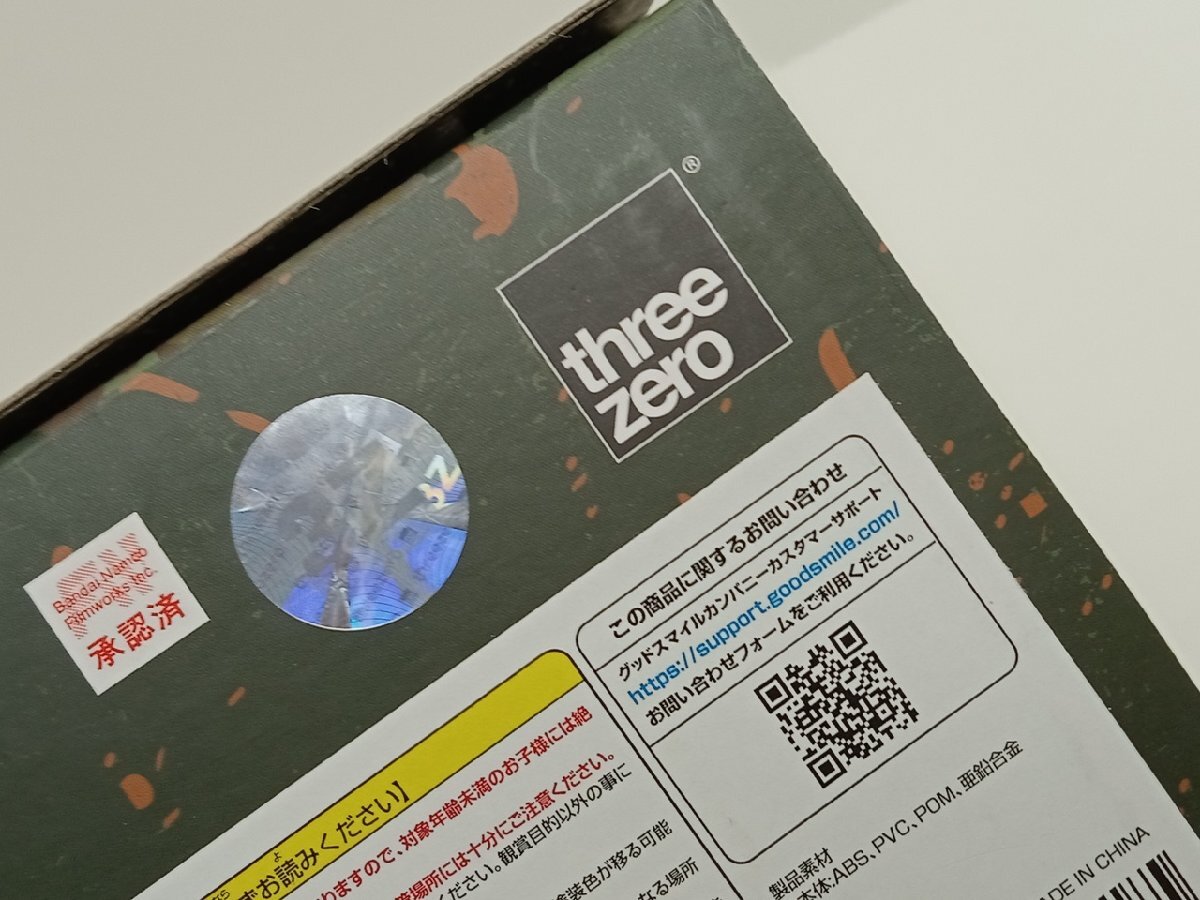 three
zero
®
3Z
Bandai Namco
Filmworks Inc.
承認済
この商品に関するお問い合わせ
グッドスマイルカンパニーカスタマーサポート
https://support.goodsmile.com/
お問い合わせフォームをご利用ください。
ずお読みください】
りますので、対象年齢未満のお子様には絶
管場所には十分にご注意ください。
ください。観賞目的以外の事に
塗装色が移る可能
なる場所
製品素材
本体:ABS、PVC、POM、亜鉛合金
MADE IN CHINA